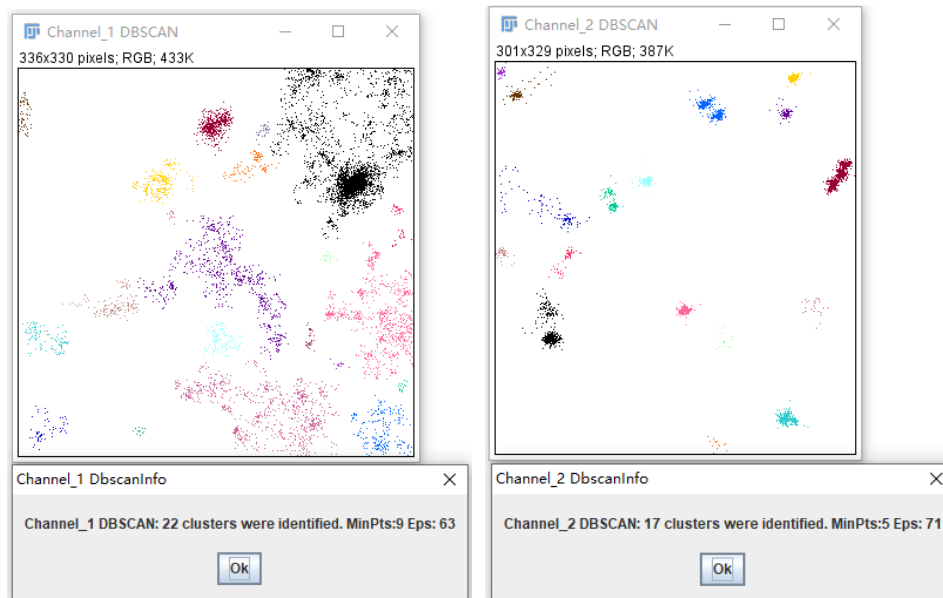 Channel_1 DBSCAN
336x330 pixels; RGB; 433K
Channel_2 DBSCAN
301x329 pixels; RGB; 387K
Channel_1 DbscanInfo
Channel_1 DBSCAN: 22 clusters were identified. MinPts:9 Eps: 63
Ok
Channel_2 DbscanInfo
Channel_2 DBSCAN: 17 clusters were identified. MinPts:5 Eps: 71
Ok